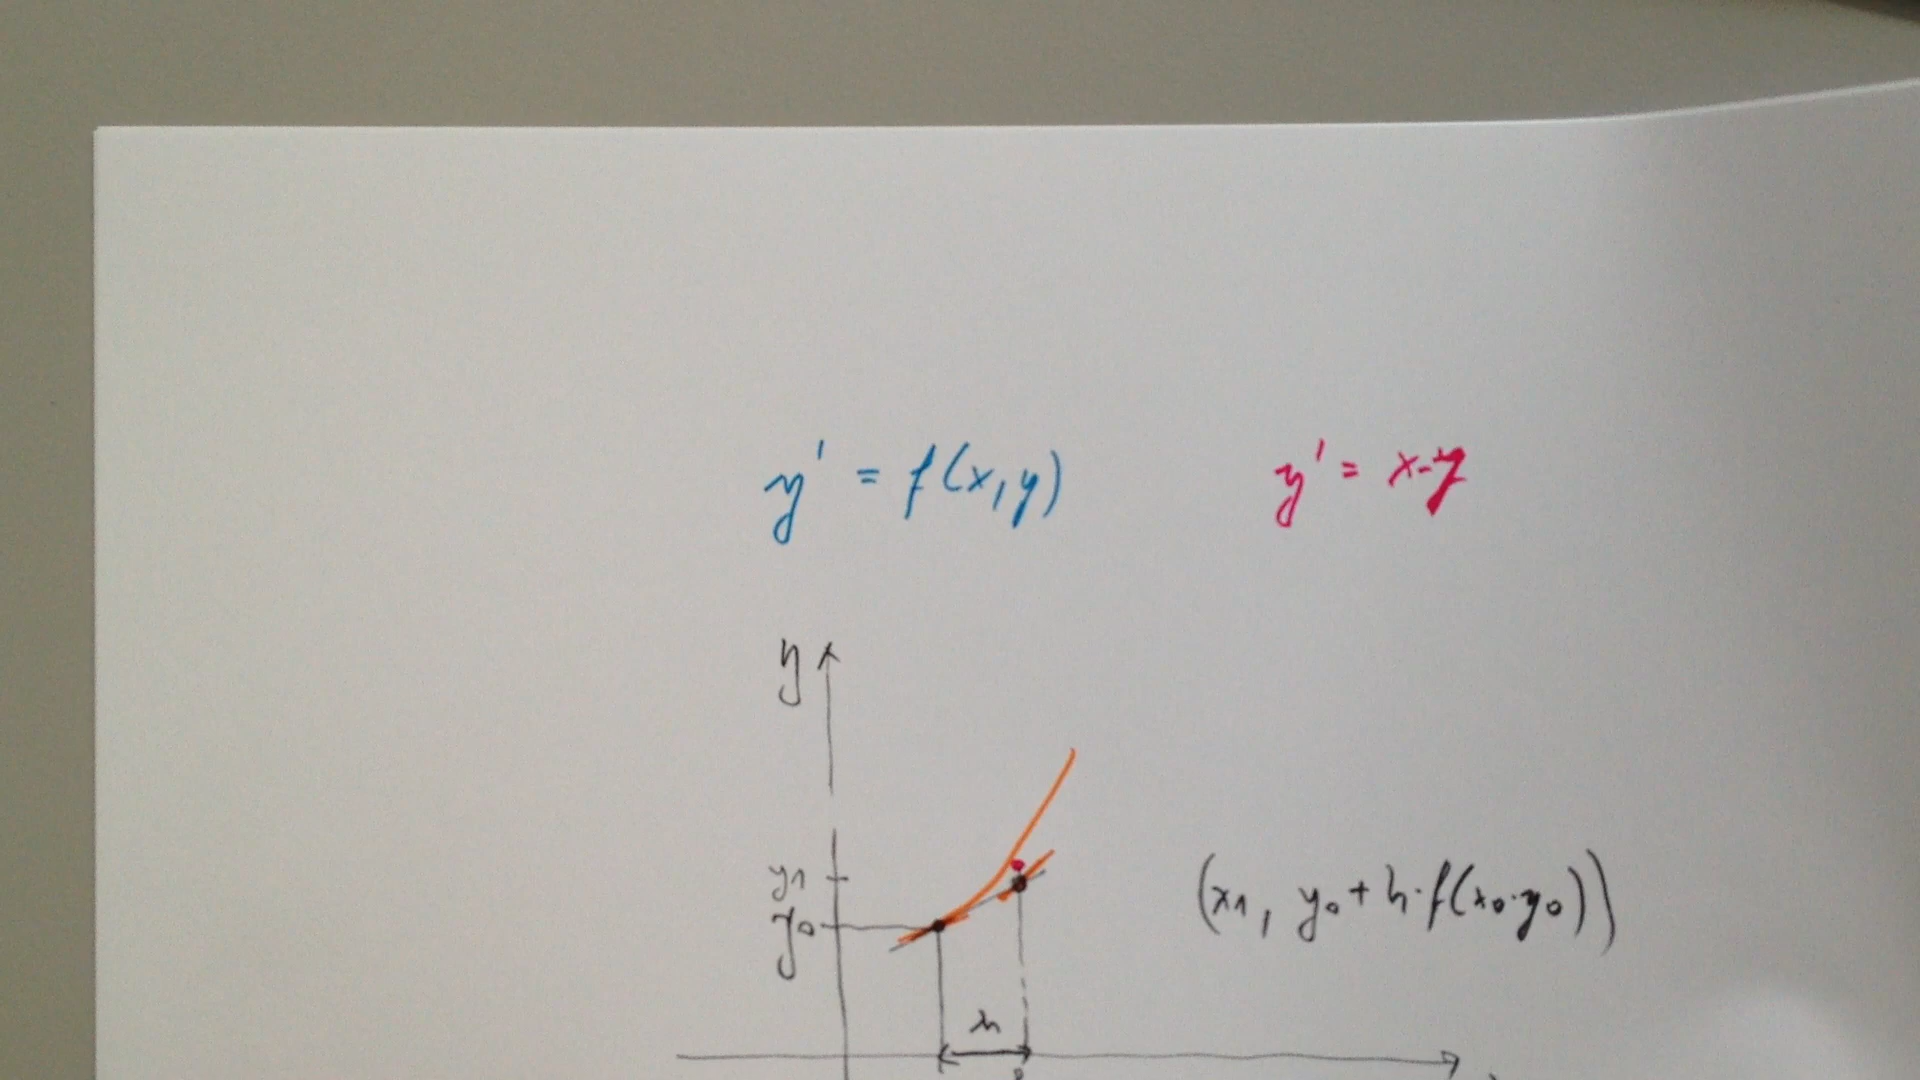 y' = f(x,y) y' = x-y
y
y1
y0
(x1, y0 + h·f(x0·y0))
h